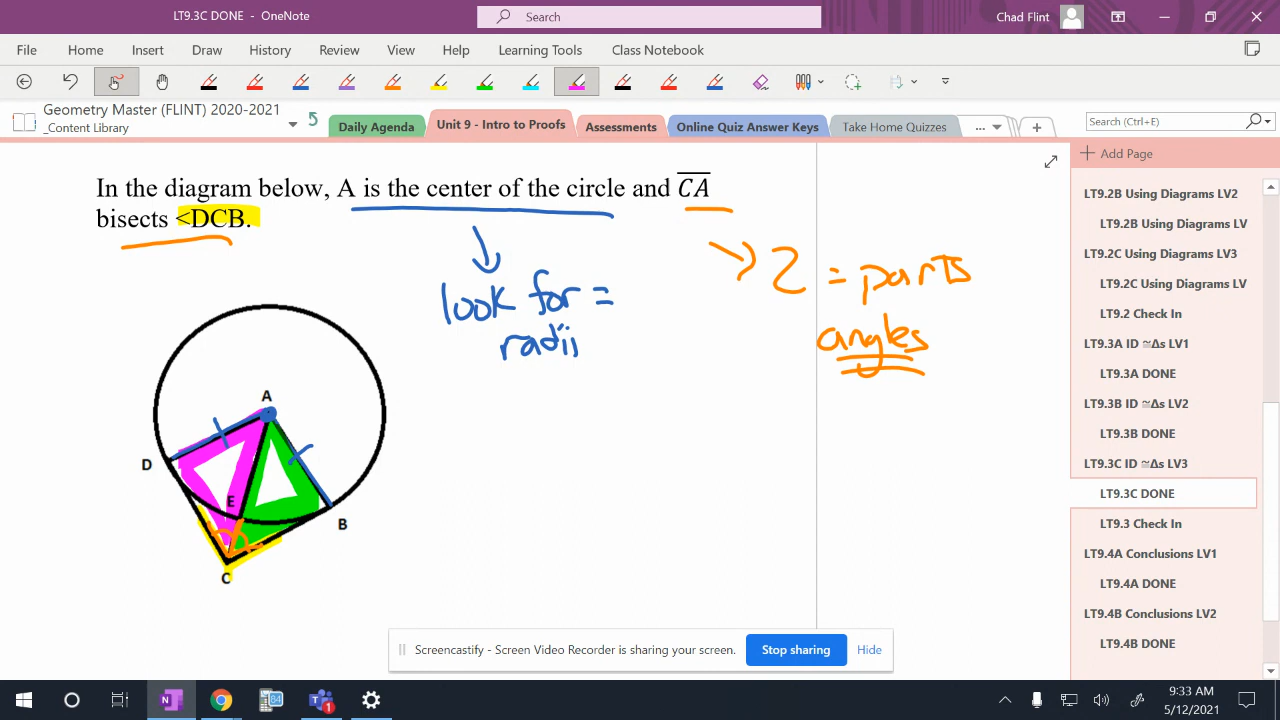 LT9.3C DONE - OneNote
Search
Chad Flint
File Home Insert Draw History Review View Help Learning Tools Class Notebook
Geometry Master (FLINT) 2020-2021
_Content Library
Daily Agenda
Unit 9 - Intro to Proofs
Assessments
Online Quiz Answer Keys
Take Home Quizzes
...
Search (Ctrl+E)
Add Page
In the diagram below, A is the center of the circle and CA
bisects <DCB.
look for =
radii
2 = parts
angles
A
D
E
B
C
LT9.2B Using Diagrams LV2
LT9.2B Using Diagrams LV
LT9.2C Using Diagrams LV3
LT9.2C Using Diagrams LV
LT9.2 Check In
LT9.3A ID ≅Δs LV1
LT9.3A DONE
LT9.3B ID ≅Δs LV2
LT9.3B DONE
LT9.3C ID ≅Δs LV3
LT9.3C DONE
LT9.3 Check In
LT9.4A Conclusions LV1
LT9.4A DONE
LT9.4B Conclusions LV2
LT9.4B DONE
Screencastify - Screen Video Recorder is sharing your screen.
Stop sharing
Hide
9:33 AM
5/12/2021